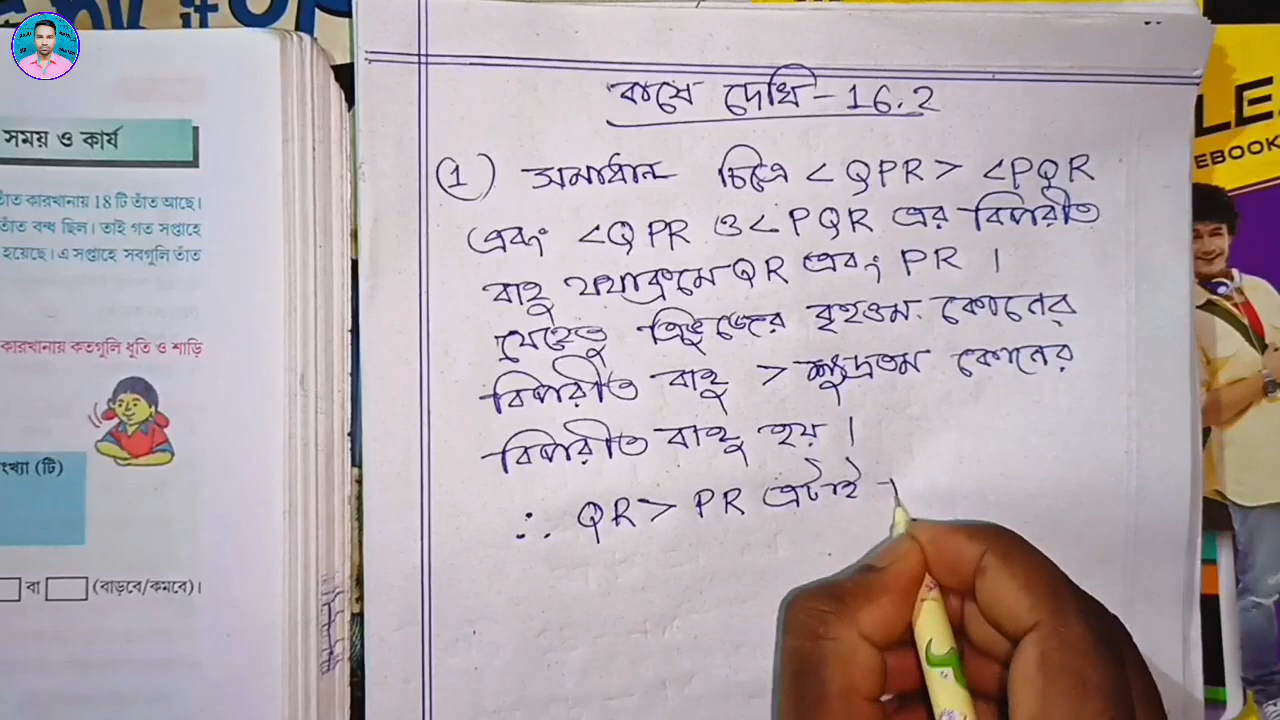 সময় ও কার্য
তাঁত কারখানায় 18 টি তাঁত আছে।
তাঁত বন্ধ ছিল। তাই গত সপ্তাহে
হয়েছে। এ সপ্তাহে সবগুলি তাঁত
কারখানায় কতগুলি ধুতি ও শাড়ি
(টি)
বা (বাড়বে/কমবে)।
কষে দেখি - 16.2
(1) সমাধান চিত্রে <QPR > <PQR
এবং <QPR ও <PQR এর বিপরীত
বাহু যথাক্রমে QR এবং PR ।
যেহেতু ত্রিভুজের বৃহত্তম কোনের
বিপরীত বাহু > ক্ষুদ্রতম কোনের
বিপরীত বাহু হয় ।
∴ QR > PR এটাই
EBOOK